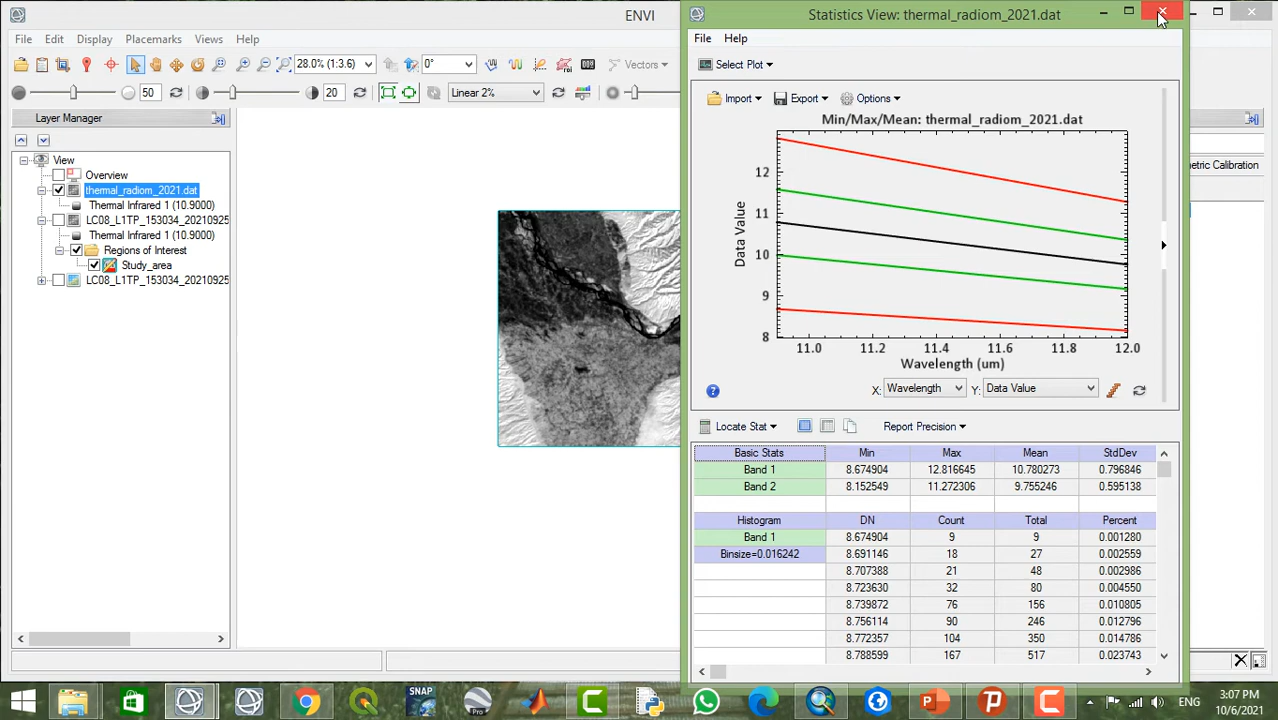 ENVI
File Edit Display Placemarks Views Help
28.0% (1:3.6) 0° Vectors
50 20 Linear 2%
Layer Manager
View
Overview
thermal_radiom_2021.dat
Thermal Infrared 1 (10.9000)
LC08_L1TP_153034_20210925
Thermal Infrared 1 (10.9000)
Regions of Interest
Study_area
LC08_L1TP_153034_20210925
Statistics View: thermal_radiom_2021.dat
File Help
Select Plot
Import Export Options
Min/Max/Mean: thermal_radiom_2021.dat
12
11
10
9
8
Data Value
11.0 11.2 11.4 11.6 11.8 12.0
Wavelength (um)
X: Wavelength Y: Data Value
Locate Stat Report Precision
Basic Stats Min Max Mean StdDev
Band 1 8.674904 12.816645 10.780273 0.796846
Band 2 8.152549 11.272306 9.755246 0.595138
Histogram DN Count Total Percent
Band 1 8.674904 9 9 0.001280
Binsize=0.016242 8.691146 18 27 0.002559
8.707388 21 48 0.002986
8.723630 32 80 0.004550
8.739872 76 156 0.010805
8.756114 90 246 0.012796
8.772357 104 350 0.014786
8.788599 167 517 0.023743
metric Calibration
SNAP
ENG
3:07 PM
10/6/2021